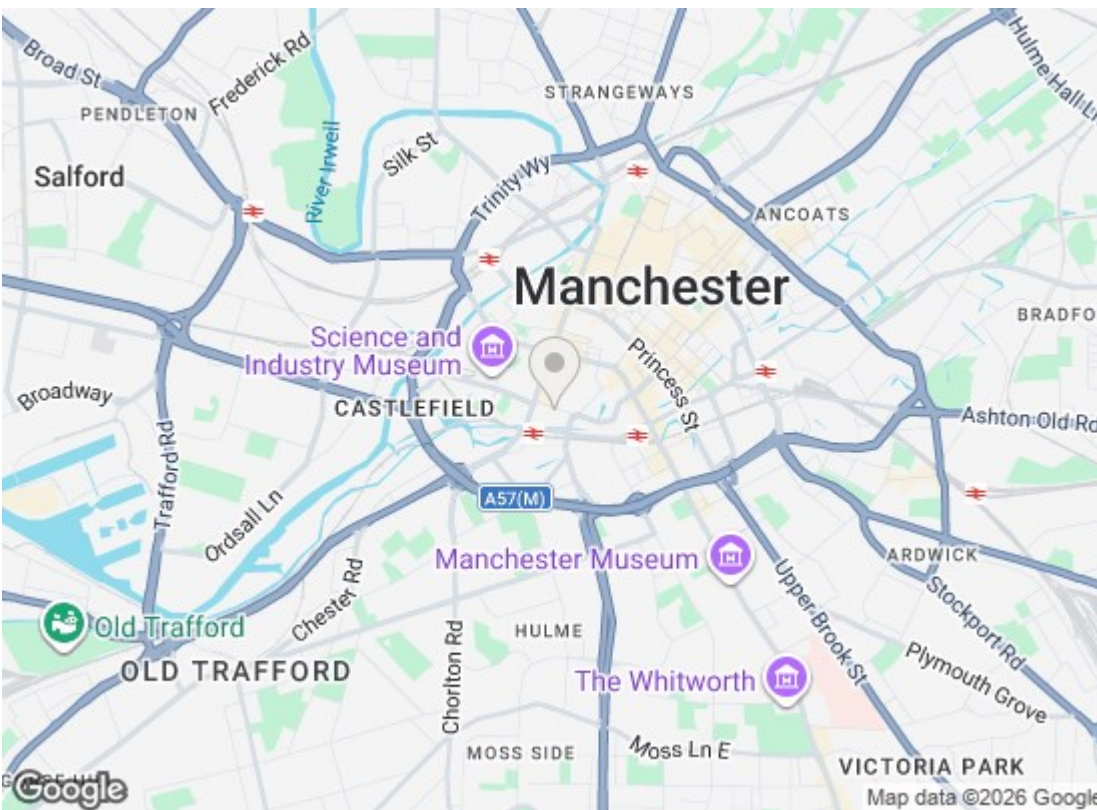 Broad St
Frederick Rd
Hulme Hall Ln
STRANGEWAYS
PENDLETON
Silk St
River Irwell
Salford
Trinity Wy
ANCOATS
Manchester
BRADFO
Science and
Industry Museum
Princess St
Broadway
CASTLEFIELD
Ashton Old Rd
Trafford Rd
A57(M)
Ordsall Ln
Manchester Museum
ARDWICK
Chester Rd
Upper Brook St
Stockport Rd
Old Trafford
HULME
OLD TRAFFORD
Chorlton Rd
Plymouth Grove
The Whitworth
MOSS SIDE
Moss Ln E
VICTORIA PARK
Google
Map data ©2026 Google